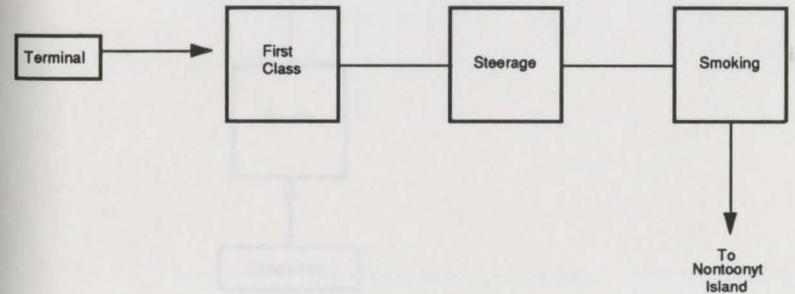 Terminal
First
Class
Steerage
Smoking
To
Nontoonyt
Island